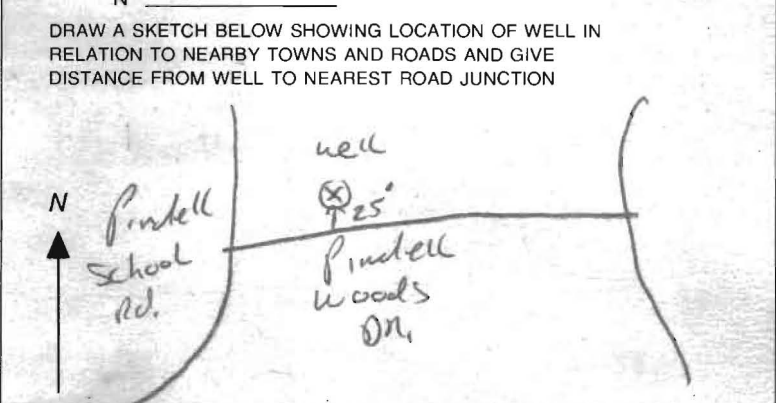 N
DRAW A SKETCH BELOW SHOWING LOCATION OF WELL IN
RELATION TO NEARBY TOWNS AND ROADS AND GIVE
DISTANCE FROM WELL TO NEAREST ROAD JUNCTION
well
N
25'
Pindell
School
Rd.
Pindell
Woods
DR.